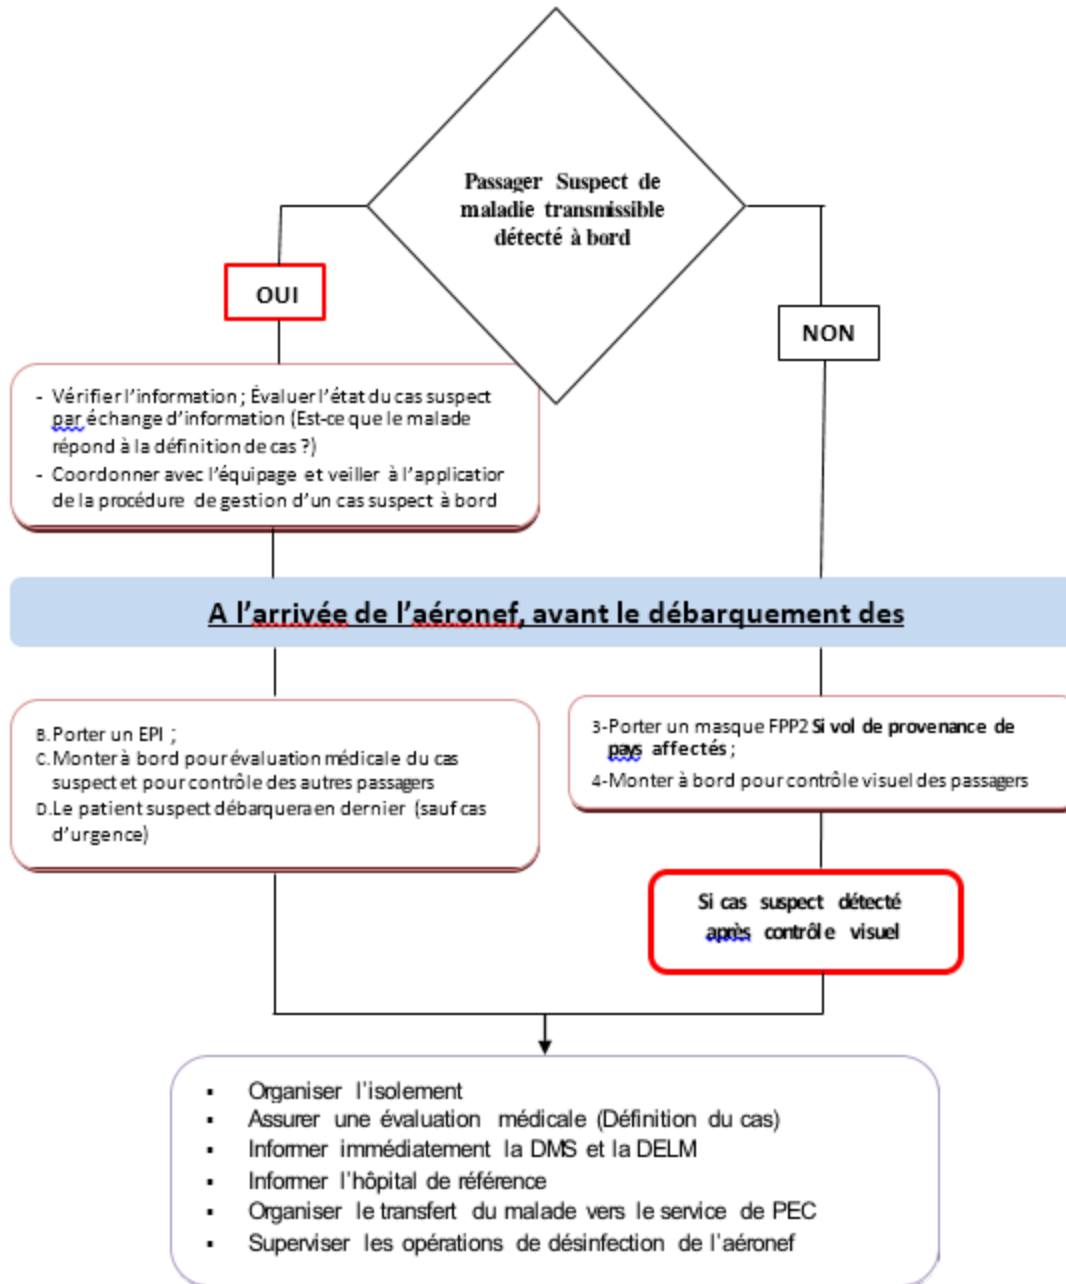 Passager Suspect de
maladie transmissible
détecté à bord
OUI
NON
- Vérifier l'information ; Évaluer l'état du cas suspect
par échange d'information (Est-ce que le malade
répond à la définition de cas ?)
- Coordonner avec l'équipage et veiller à l'application
de la procédure de gestion d'un cas suspect à bord
A l'arrivée de l'aéronef, avant le débarquement des
B. Porter un EPI ;
C. Monter à bord pour évaluation médicale du cas
suspect et pour contrôle des autres passagers
D. Le patient suspect débarquera en dernier (sauf cas
d'urgence)
3-Porter un masque FPP2 Si vol de provenance de
pays affectés ;
4-Monter à bord pour contrôle visuel des passagers
Si cas suspect détecté
après contrôle visuel
▪ Organiser l'isolement
▪ Assurer une évaluation médicale (Définition du cas)
▪ Informer immédiatement la DMS et la DELM
▪ Informer l'hôpital de référence
▪ Organiser le transfert du malade vers le service de PEC
▪ Superviser les opérations de désinfection de l'aéronef